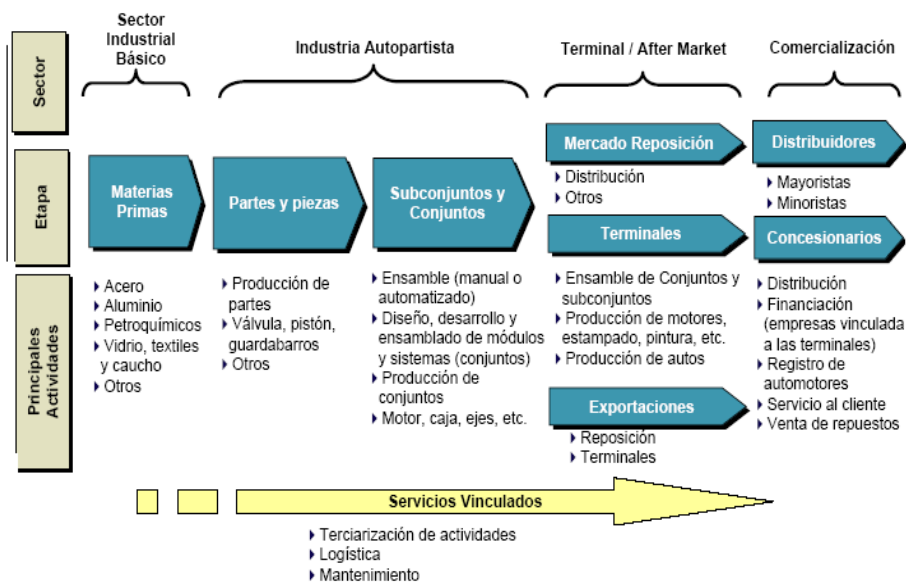 Sector
Industrial
Básico
Industria Autopartista
Terminal / After Market
Comercialización
Sector
Etapa
Materias
Primas
Partes y piezas
Subconjuntos y
Conjuntos
Mercado Reposición
Distribución
Otros
Terminales
Distribuidores
Mayoristas
Minoristas
Concesionarios
Principales
Actividades
Acero
Aluminio
Petroquímicos
Vidrio, textiles
y caucho
Otros
Producción de
partes
Válvula, pistón,
guardabarros
Otros
Ensamble (manual o
automatizado)
Diseño, desarrollo y
ensamblado de módulos
y sistemas (conjuntos)
Producción de
conjuntos
Motor, caja, ejes, etc.
Ensamble de Conjuntos y
subconjuntos
Producción de motores,
estampado, pintura, etc.
Producción de autos
Exportaciones
Reposición
Terminales
Distribución
Financiación
(empresas vinculada
a las terminales)
Registro de
automotores
Servicio al cliente
Venta de repuestos
Servicios Vinculados
Terciarización de actividades
Logística
Mantenimiento